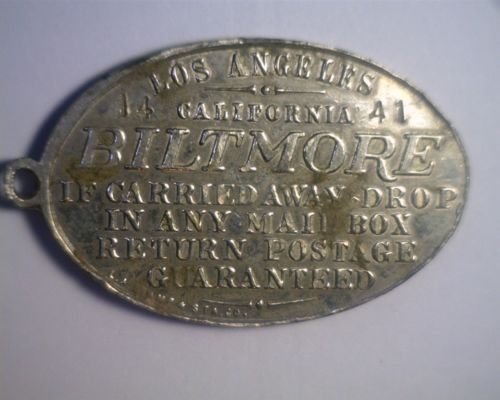 LOS ANGELES
14 CALIFORNIA 41
BILTMORE
IF CARRIED AWAY DROP
IN ANY MAIL BOX
RETURN POSTAGE
GUARANTEED